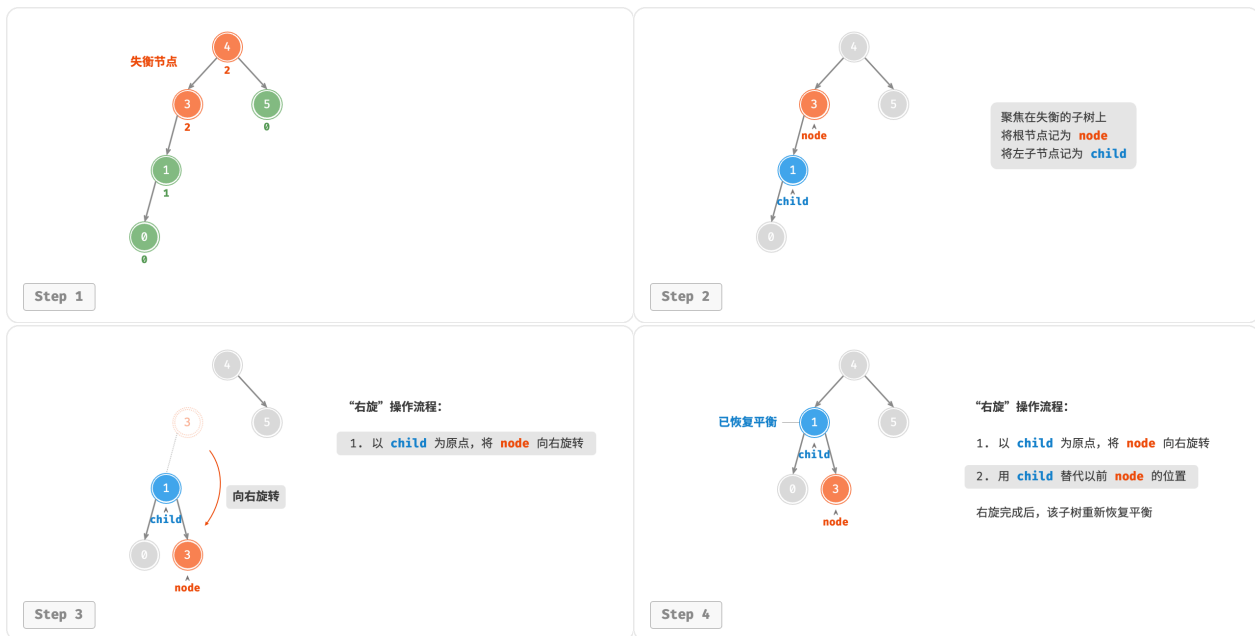 失衡节点
4
2
3
2
5
0
1
1
0
0
Step 1
4
3
node
5
1
child
0
聚焦在失衡的子树上
将根节点记为 node
将左子节点记为 child
Step 2
4
3
5
1
child
0
3
node
向右旋转
“右旋”操作流程：
1. 以 child 为原点，将 node 向右旋转
Step 3
4
已恢复平衡
1
child
5
0
3
node
“右旋”操作流程：
1. 以 child 为原点，将 node 向右旋转
2. 用 child 替代以前 node 的位置
右旋完成后，该子树重新恢复平衡
Step 4